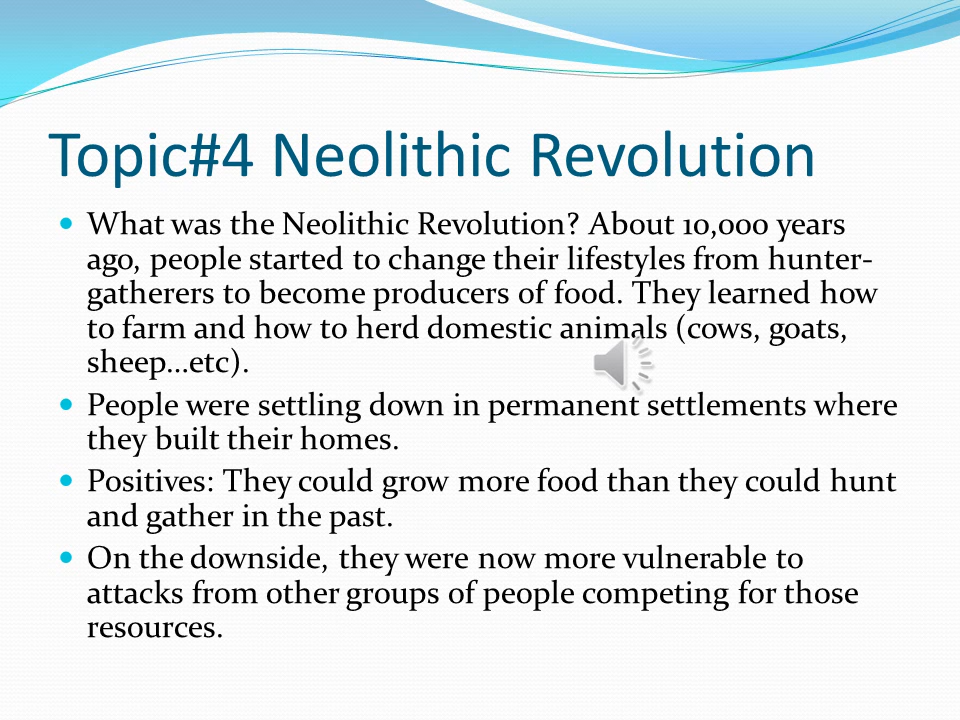 Topic#4 Neolithic Revolution
What was the Neolithic Revolution? About 10,000 years
ago, people started to change their lifestyles from hunter-
gatherers to become producers of food. They learned how
to farm and how to herd domestic animals (cows, goats,
sheep...etc).
People were settling down in permanent settlements where
they built their homes.
Positives: They could grow more food than they could hunt
and gather in the past.
On the downside, they were now more vulnerable to
attacks from other groups of people competing for those
resources.